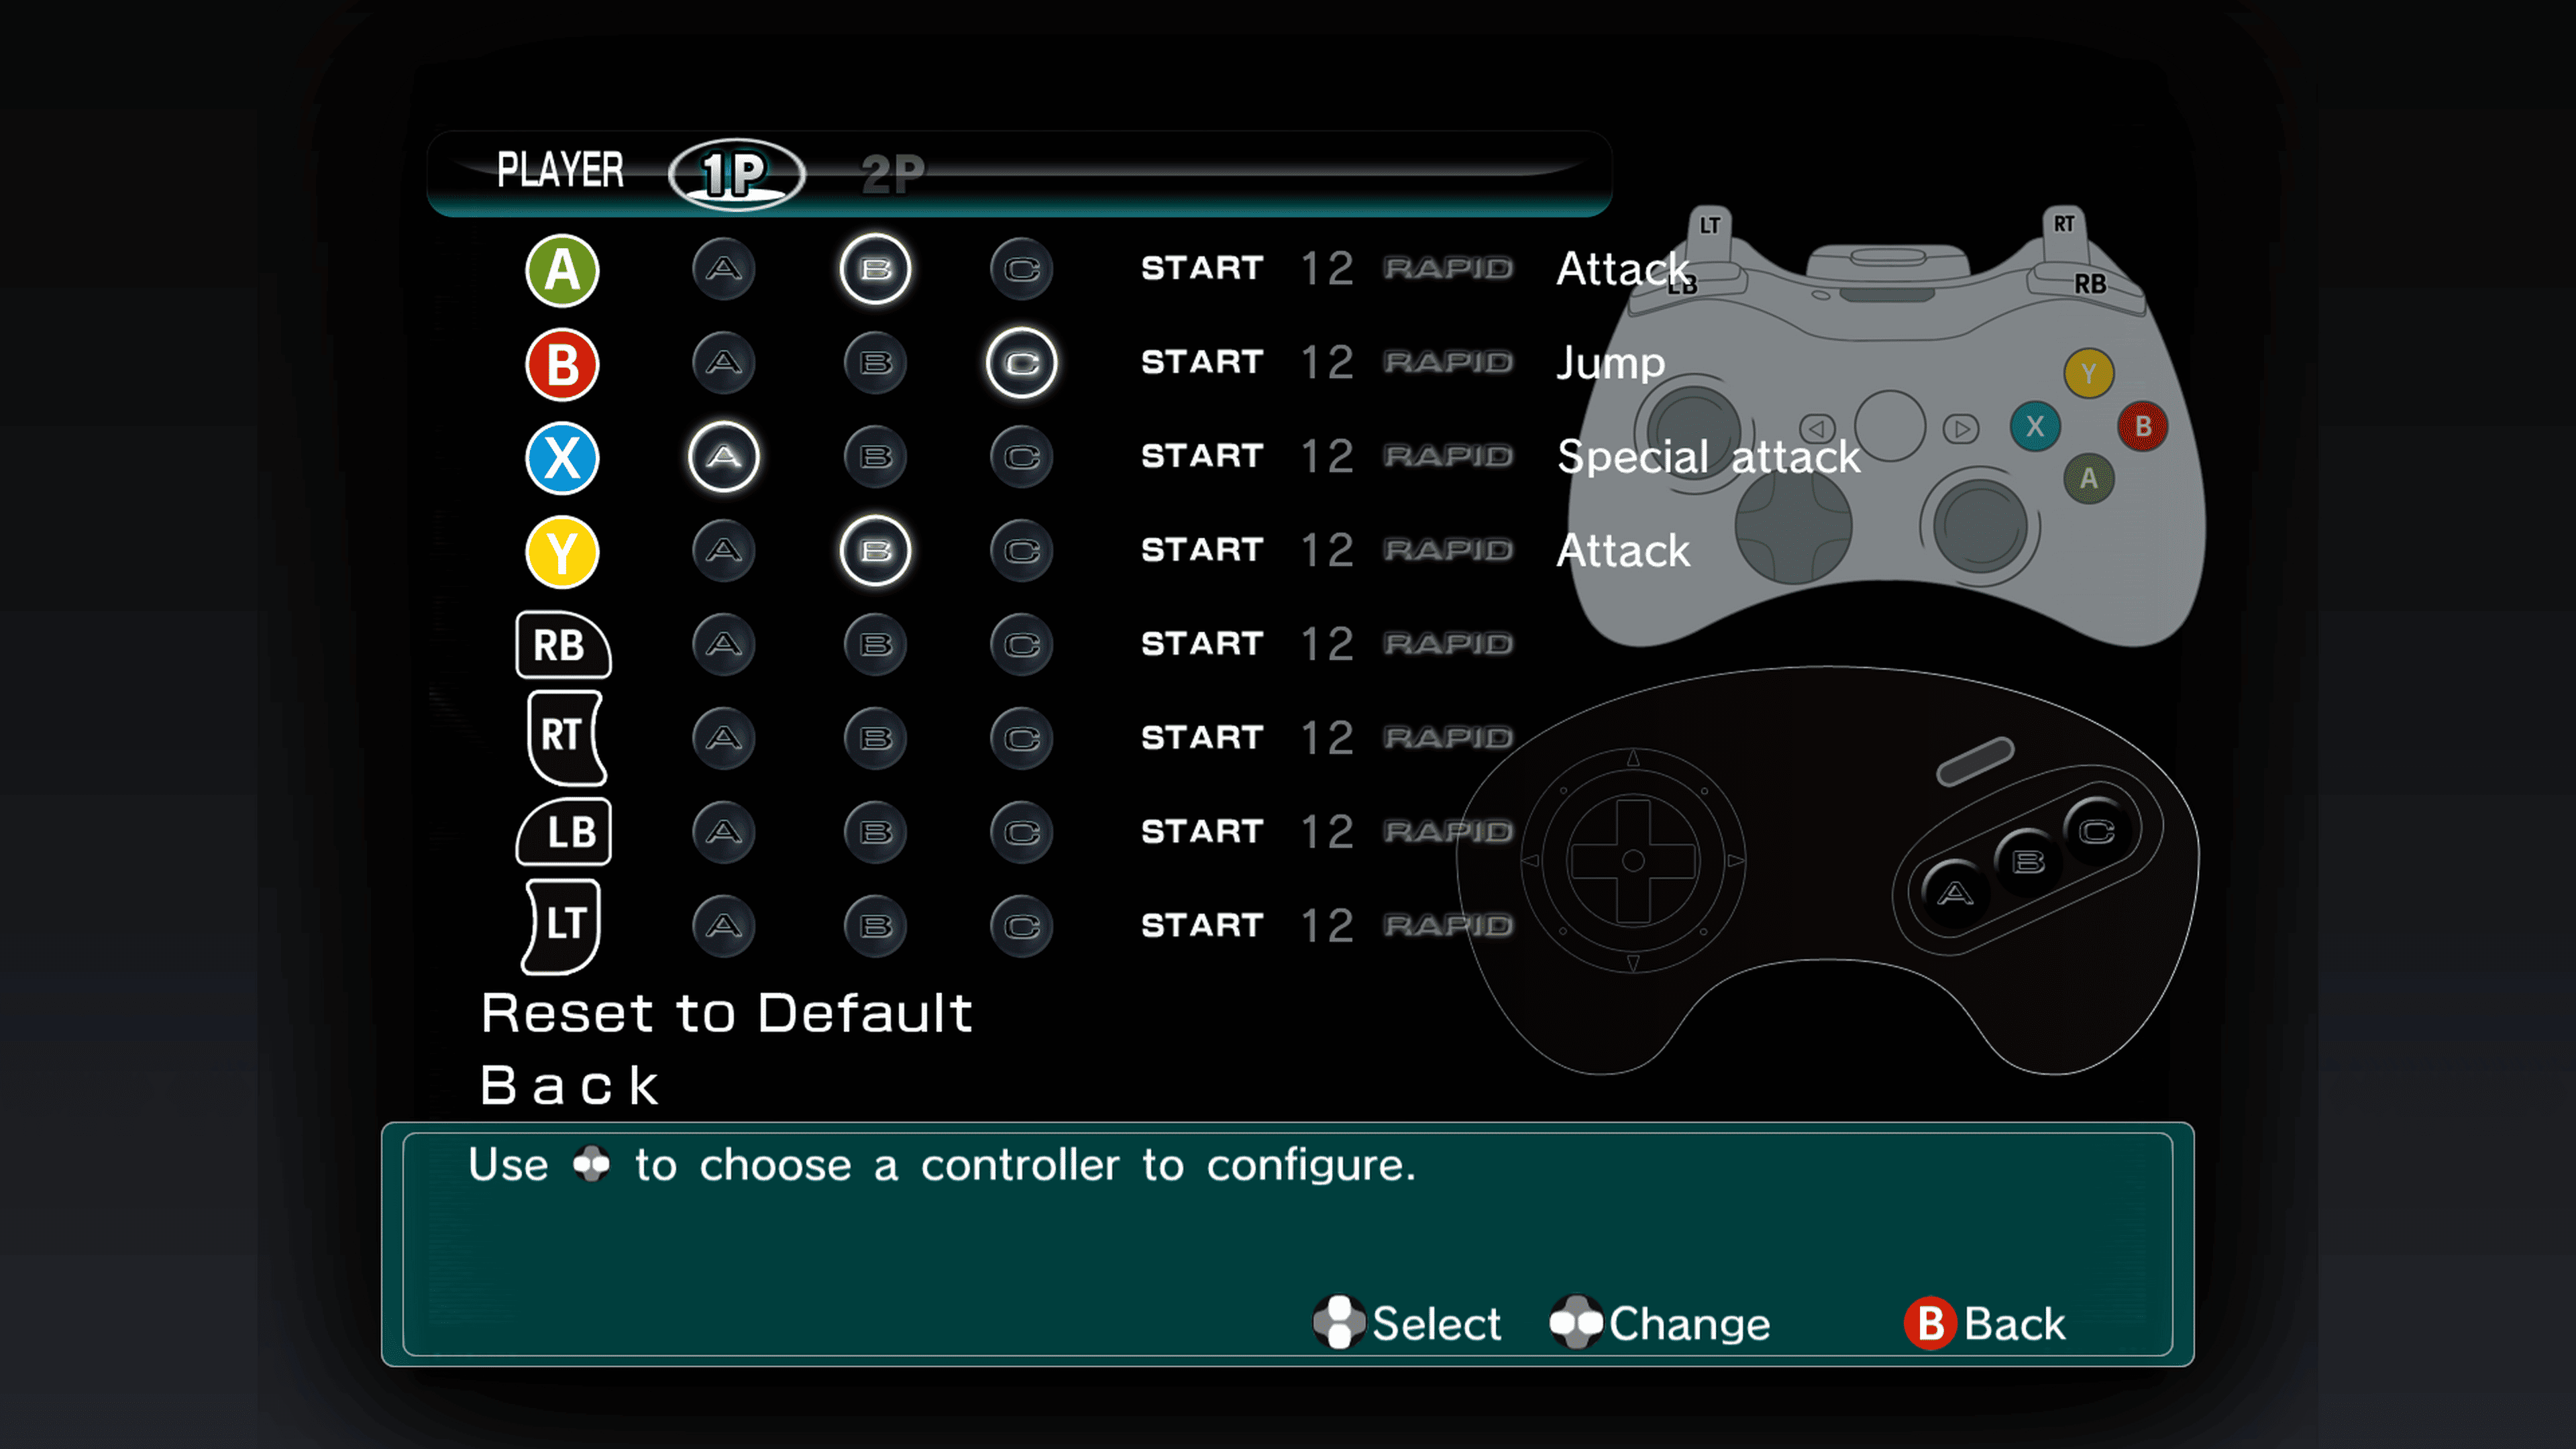 PLAYER 1P 2P
LT RT
A A B C START 12 RAPID Attack
LB RB
B A B C START 12 RAPID Jump
Y
X B
X A B C START 12 RAPID Special attack
A
Y A B C START 12 RAPID Attack
RB A B C START 12 RAPID
RT A B C START 12 RAPID
LB A B C START 12 RAPID
C
B
A
LT A B C START 12 RAPID
Reset to Default
Back
Use to choose a controller to configure.
Select Change B Back